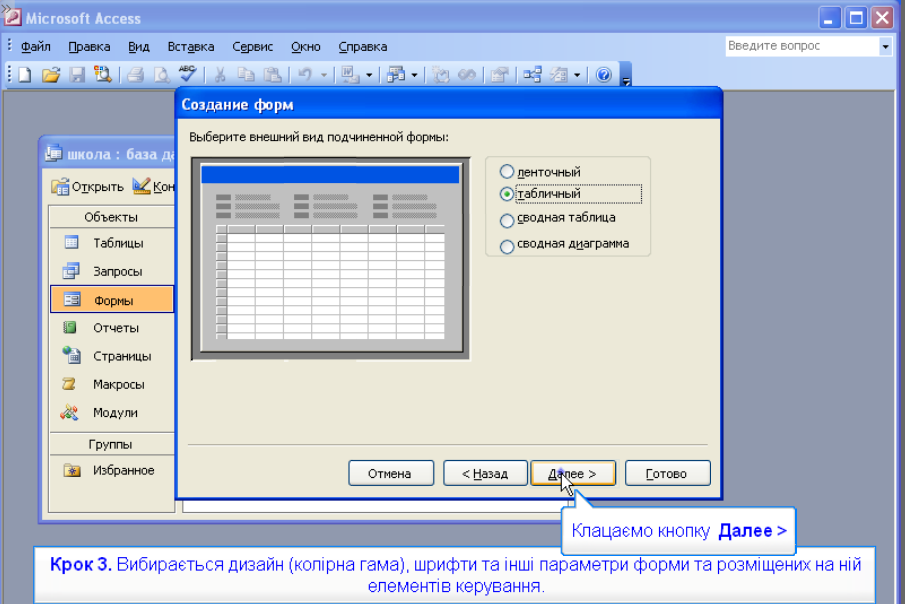 Microsoft Access
Файл Правка Вид Вставка Сервис Окно Справка
Введите вопрос
Создание форм
Выберите внешний вид подчиненной формы:
ленточный
табличный
сводная таблица
сводная диаграмма
школа : база да
Открыть Кон
Объекты
Таблицы
Запросы
Формы
Отчеты
Страницы
Макросы
Модули
Группы
Избранное
Отмена < Назад Далее > Готово
Клацаємо кнопку Далее >
Крок 3. Вибирається дизайн (колірна гама), шрифти та інші параметри форми та розміщених на ній
елементів керування.